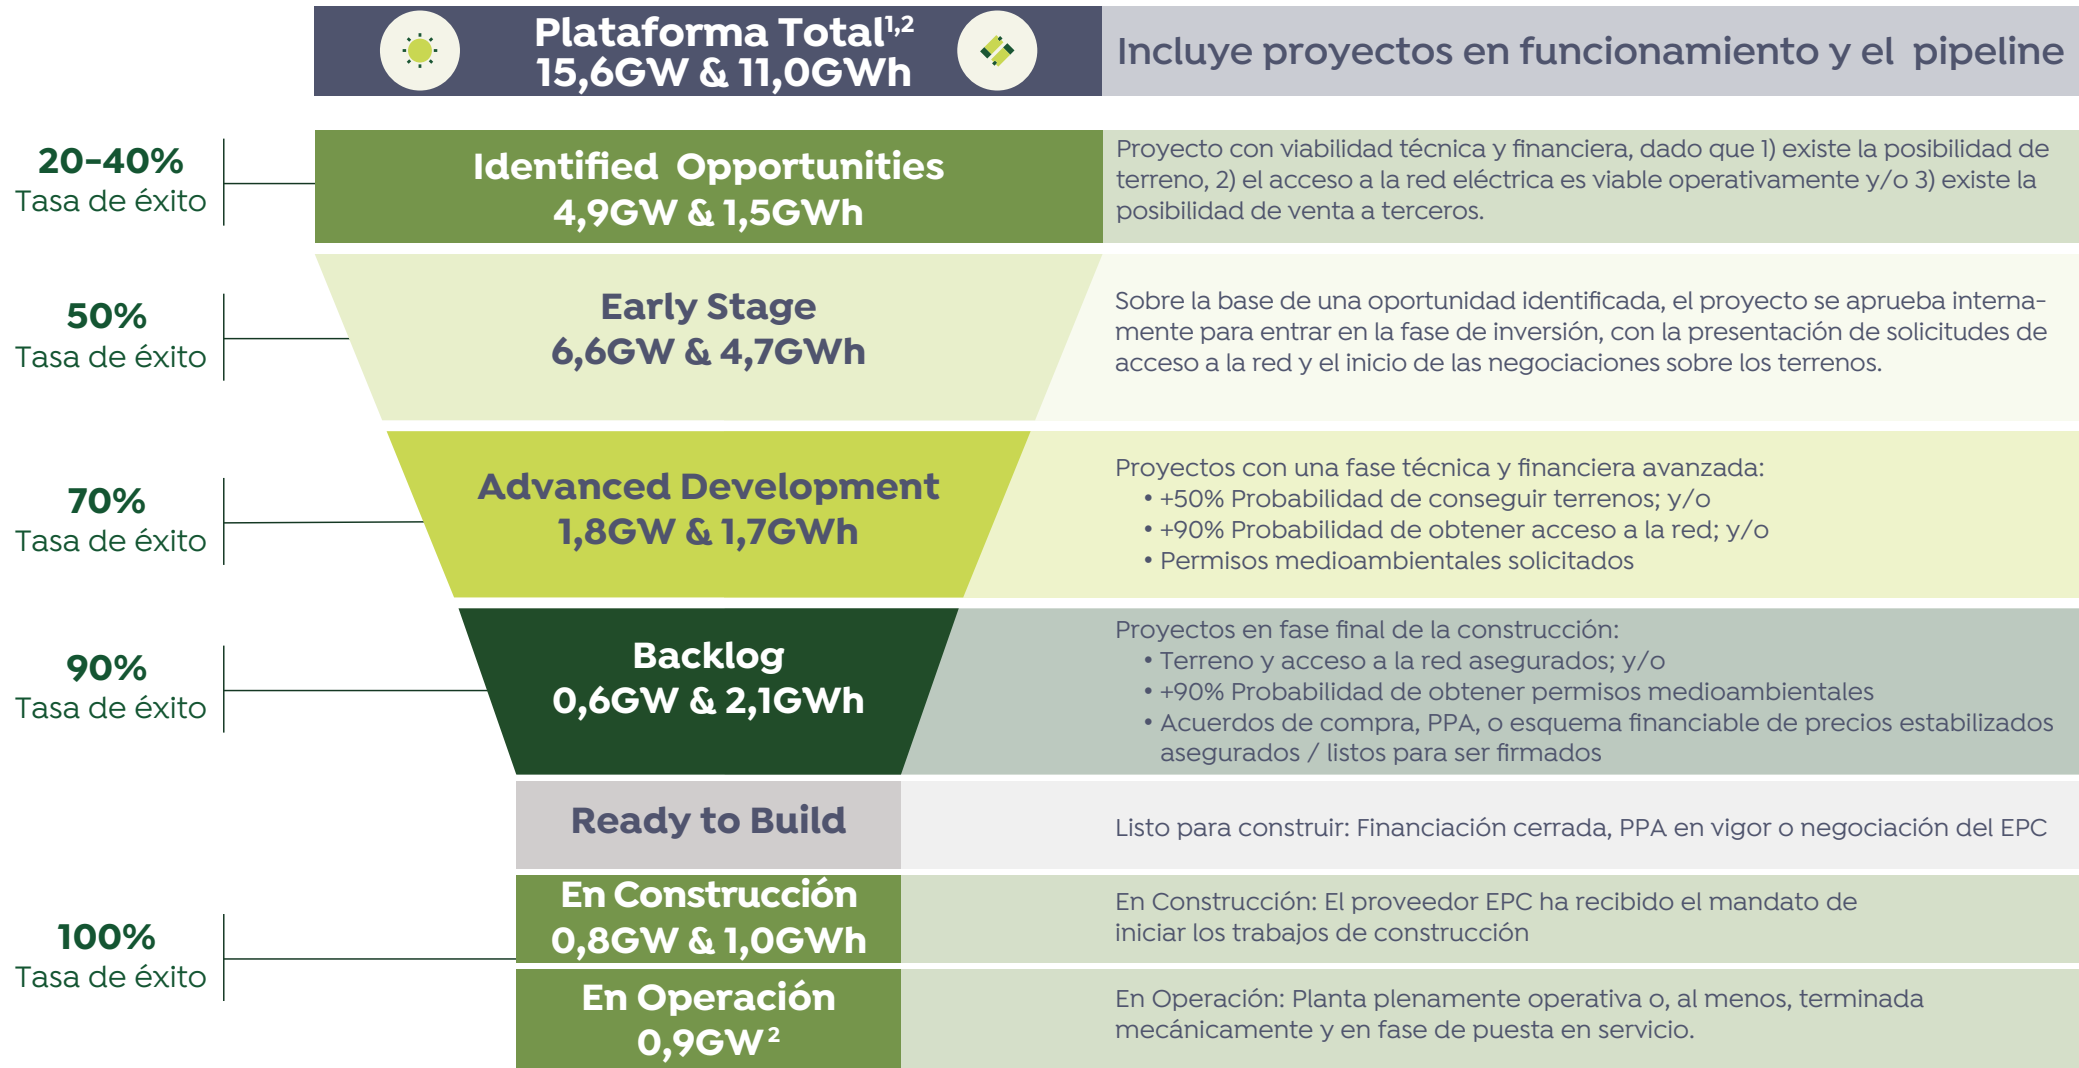 Plataforma Total1,2
15,6GW & 11,0GWh
Incluye proyectos en funcionamiento y el pipeline
20-40%
Tasa de éxito
Identified Opportunities
4,9GW & 1,5GWh
Proyecto con viabilidad técnica y financiera, dado que 1) existe la posibilidad de
terreno, 2) el acceso a la red eléctrica es viable operativamente y/o 3) existe la
posibilidad de venta a terceros.
50%
Tasa de éxito
Early Stage
6,6GW & 4,7GWh
Sobre la base de una oportunidad identificada, el proyecto se aprueba interna-
mente para entrar en la fase de inversión, con la presentación de solicitudes de
acceso a la red y el inicio de las negociaciones sobre los terrenos.
70%
Tasa de éxito
Advanced Development
1,8GW & 1,7GWh
Proyectos con una fase técnica y financiera avanzada:
• +50% Probabilidad de conseguir terrenos; y/o
• +90% Probabilidad de obtener acceso a la red; y/o
• Permisos medioambientales solicitados
90%
Tasa de éxito
Backlog
0,6GW & 2,1GWh
Proyectos en fase final de la construcción:
• Terreno y acceso a la red asegurados; y/o
• +90% Probabilidad de obtener permisos medioambientales
• Acuerdos de compra, PPA, o esquema financiable de precios estabilizados
asegurados / listos para ser firmados
Ready to Build
Listo para construir: Financiación cerrada, PPA en vigor o negociación del EPC
100%
Tasa de éxito
En Construcción
0,8GW & 1,0GWh
En Construcción: El proveedor EPC ha recibido el mandato de
iniciar los trabajos de construcción
En Operación
0,9GW2
En Operación: Planta plenamente operativa o, al menos, terminada
mecánicamente y en fase de puesta en servicio.